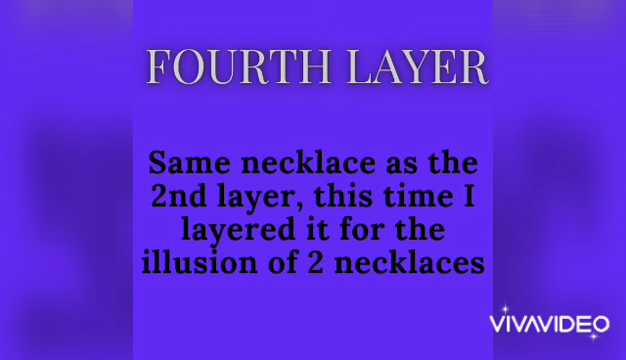 FOURTH LAYER
Same necklace as the
2nd layer, this time I
layered it for the
illusion of 2 necklaces
VIVAVIDEO